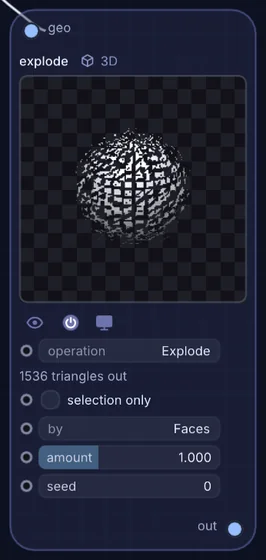 geo
explode 3D
operation Explode
1536 triangles out
selection only
by Faces
amount 1.000
seed 0
out